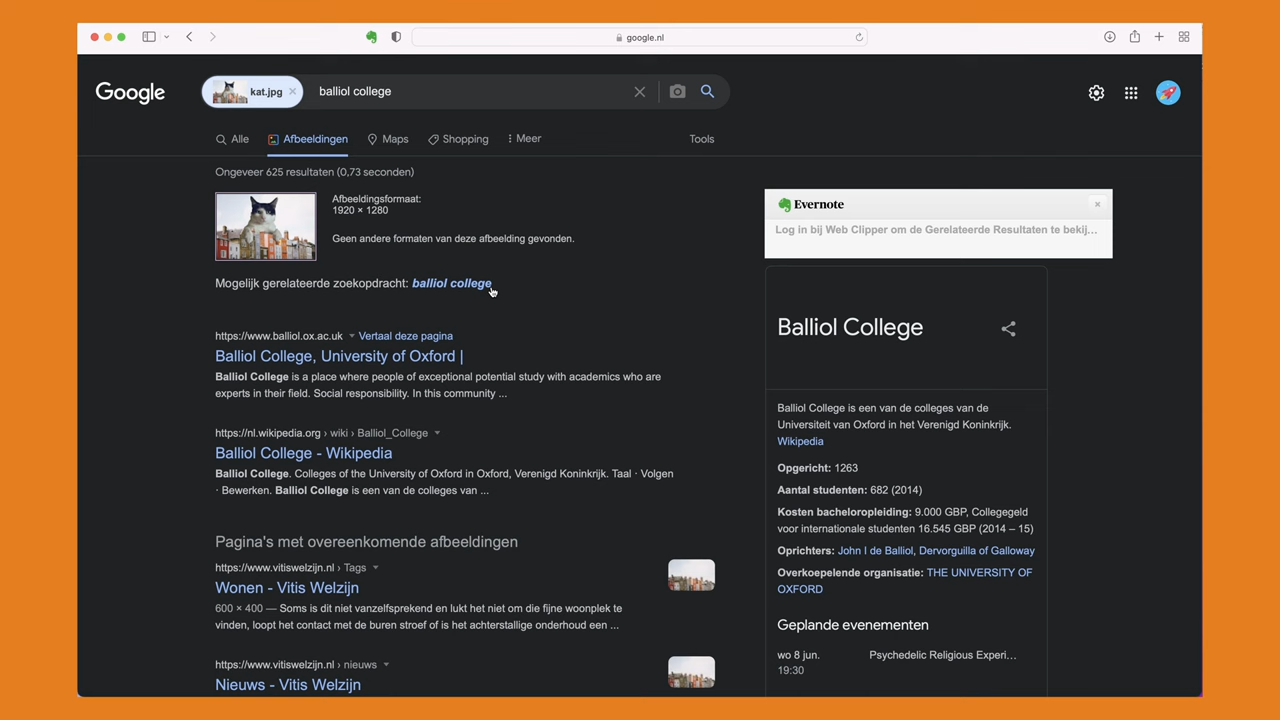 google.nl
Google
kat.jpg
balliol college
Alle
Afbeeldingen
Maps
Shopping
Meer
Tools
Ongeveer 625 resultaten (0,73 seconden)
Afbeeldingsformaat:
1920 × 1280
Geen andere formaten van deze afbeelding gevonden.
Mogelijk gerelateerde zoekopdracht: balliol college
https://www.balliol.ox.ac.uk Vertaal deze pagina
Balliol College, University of Oxford |
Balliol College is a place where people of exceptional potential study with academics who are
experts in their field. Social responsibility. In this community ...
https://nl.wikipedia.org › wiki › Balliol_College
Balliol College - Wikipedia
Balliol College. Colleges of the University of Oxford in Oxford, Verenigd Koninkrijk. Taal · Volgen
· Bewerken. Balliol College is een van de colleges van ...
Pagina's met overeenkomende afbeeldingen
https://www.vitiswelzijn.nl › Tags
Wonen - Vitis Welzijn
600 × 400 — Soms is dit niet vanzelfsprekend en lukt het niet om die fijne woonplek te
vinden, loopt het contact met de buren stroef of is het achterstallige onderhoud een ...
https://www.vitiswelzijn.nl › nieuws
Nieuws - Vitis Welzijn
Evernote
Log in bij Web Clipper om de Gerelateerde Resultaten te bekij...
Balliol College
Balliol College is een van de colleges van de
Universiteit van Oxford in het Verenigd Koninkrijk.
Wikipedia
Opgericht: 1263
Aantal studenten: 682 (2014)
Kosten bacheloropleiding: 9.000 GBP, Collegegeld
voor internationale studenten 16.545 GBP (2014 – 15)
Oprichters: John I de Balliol, Dervorguilla of Galloway
Overkoepelende organisatie: THE UNIVERSITY OF
OXFORD
Geplande evenementen
wo 8 jun. Psychedelic Religious Experi...
19:30